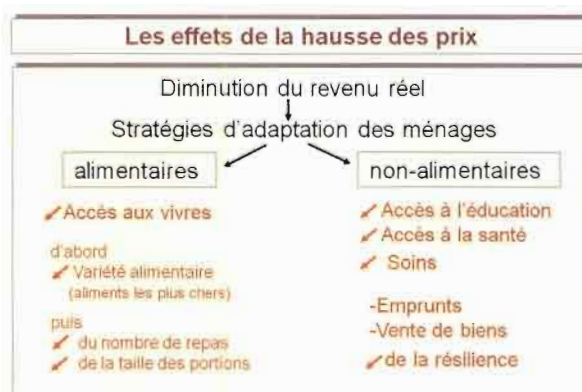 Les effets de la hausse des prix
Diminution du revenu réel
Stratégies d'adaptation des ménages
alimentaires
Accès aux vivres
d'abord
Variété alimentaire
(aliments les plus chers)
puis
du nombre de repas
de la taille des portions
non-alimentaires
Accès à l'éducation
Accès à la santé
Soins
-Emprunts
-Vente de biens
de la résilience